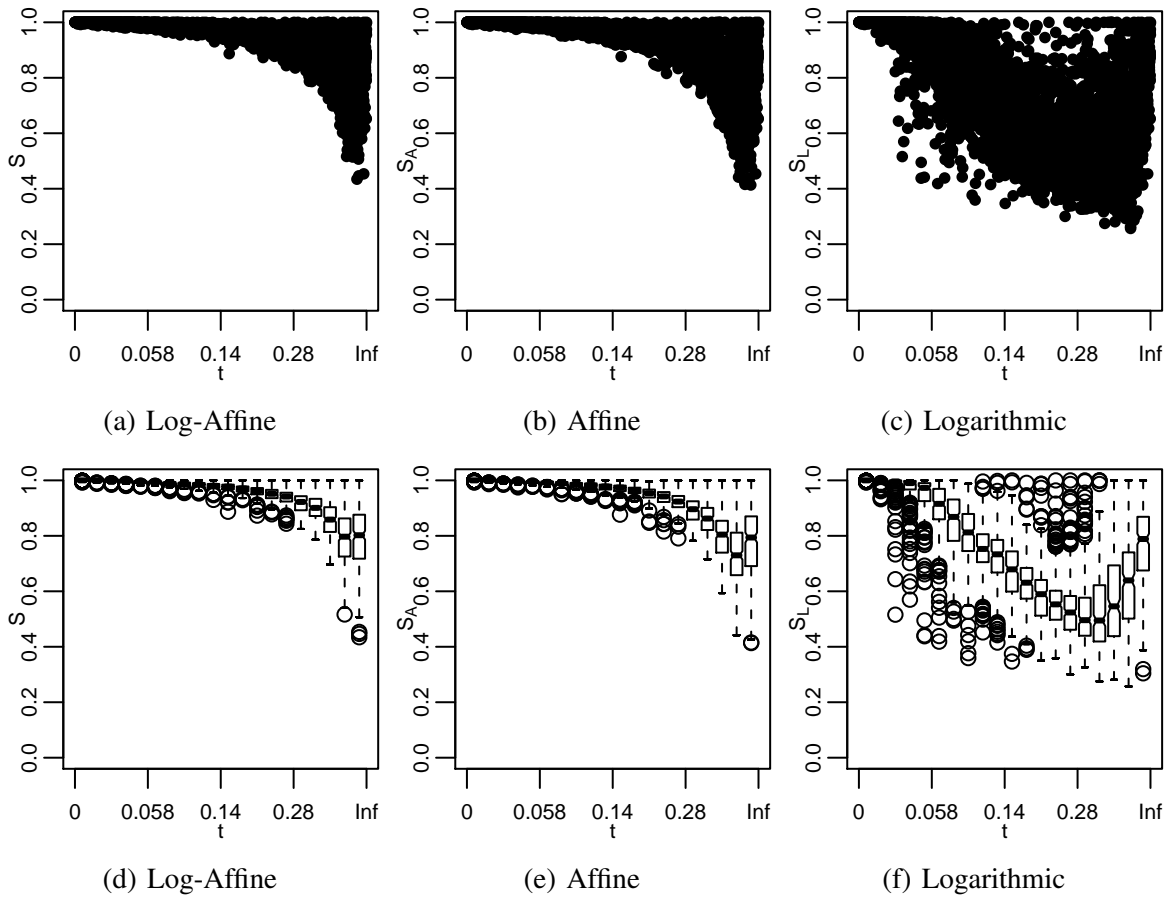 S
0.0 0.2 0.4 0.6 0.8 1.0
0 0.058 0.14 0.28 Inf
t
(a) Log-Affine
S_A
0.0 0.2 0.4 0.6 0.8 1.0
0 0.058 0.14 0.28 Inf
t
(b) Affine
S_L
0.0 0.2 0.4 0.6 0.8 1.0
0 0.058 0.14 0.28 Inf
t
(c) Logarithmic
S
0.0 0.2 0.4 0.6 0.8 1.0
0 0.058 0.14 0.28 Inf
t
(d) Log-Affine
S_A
0.0 0.2 0.4 0.6 0.8 1.0
0 0.058 0.14 0.28 Inf
t
(e) Affine
S_L
0.0 0.2 0.4 0.6 0.8 1.0
0 0.058 0.14 0.28 Inf
t
(f) Logarithmic